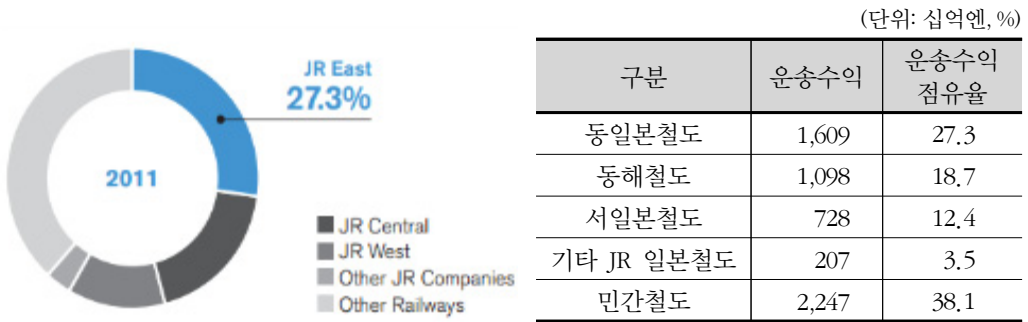 JR East
27.3%
2011
JR Central
JR West
Other JR Companies
Other Railways
(단위: 십억엔, %)
구분 운송수익 운송수익 점유율
동일본철도 1,609 27.3
동해철도 1,098 18.7
서일본철도 728 12.4
기타 JR 일본철도 207 3.5
민간철도 2,247 38.1